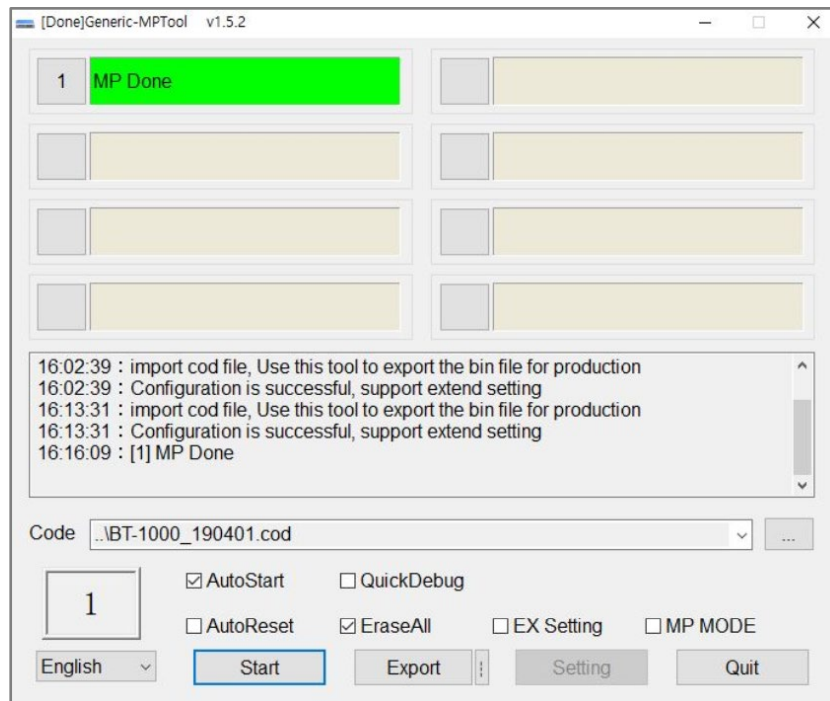 [Done]Generic-MPTool v1.5.2
1 MP Done
16:02:39 : import cod file, Use this tool to export the bin file for production
16:02:39 : Configuration is successful, support extend setting
16:13:31 : import cod file, Use this tool to export the bin file for production
16:13:31 : Configuration is successful, support extend setting
16:16:09 : [1] MP Done
Code ..\BT-1000_190401.cod ...
1
AutoStart QuickDebug
AutoReset EraseAll EX Setting MP MODE
English Start Export Setting Quit